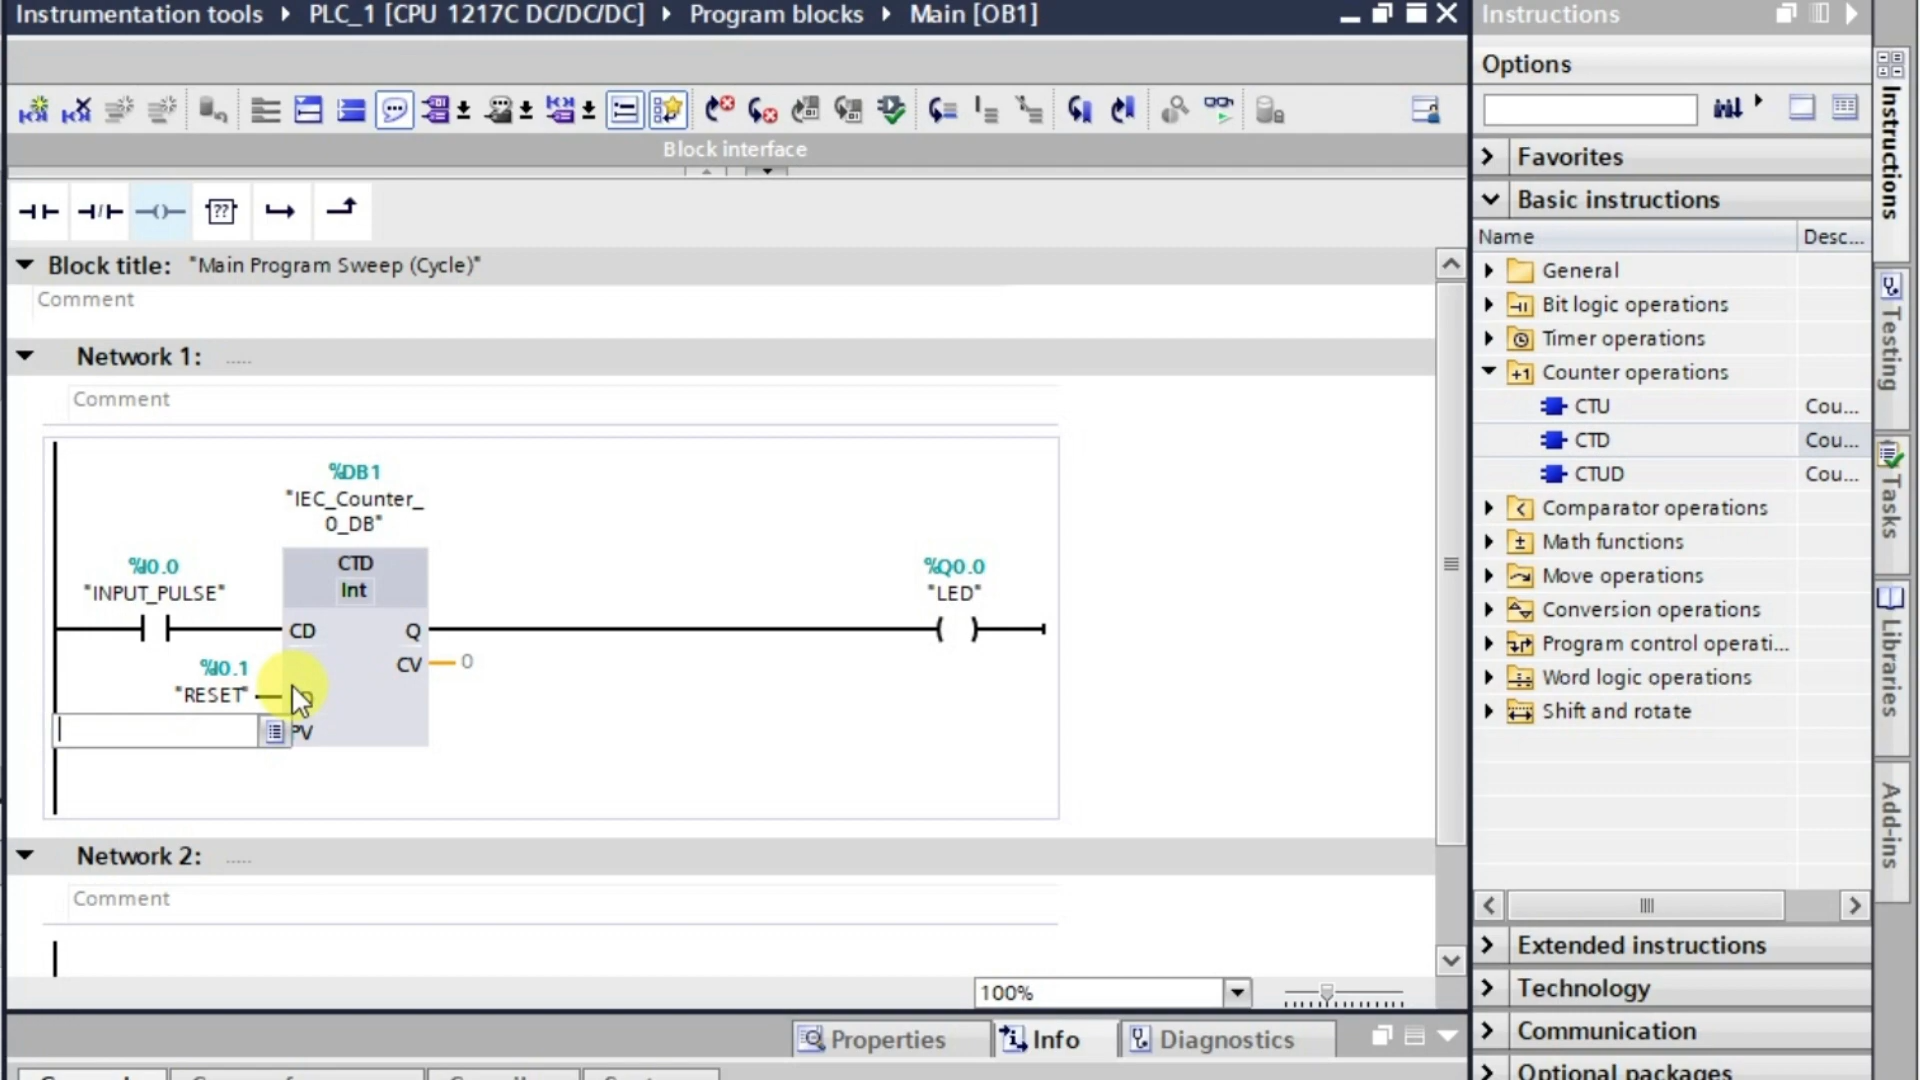 Instrumentation tools ▸ PLC_1 [CPU 1217C DC/DC/DC] ▸ Program blocks ▸ Main [OB1]
Instructions
Options
Block interface
Favorites
Basic instructions
Name Desc...
General
Bit logic operations
Timer operations
Counter operations
CTU Cou...
CTD Cou...
CTUD Cou...
Comparator operations
Math functions
Move operations
Conversion operations
Program control operati...
Word logic operations
Shift and rotate
Extended instructions
Technology
Communication
Optional packages
Instructions
Testing
Tasks
Libraries
Add-ins
??
Block title: "Main Program Sweep (Cycle)"
Comment
Network 1: .....
Comment
%DB1
"IEC_Counter_
0_DB"
CTD
Int
%I0.0
"INPUT_PULSE"
%Q0.0
"LED"
CD Q
CV 0
%I0.1
"RESET"
PV
Network 2: .....
Comment
100%
Properties
Info
Diagnostics